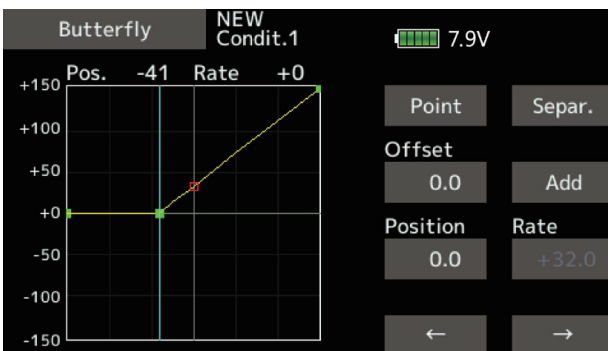 Butterfly
NEW
Condit.1
7.9V
Pos. -41 Rate +0
+150
+100
+50
+0
-50
-100
-150
Point Separ.
Offset
0.0 Add
Position Rate
0.0 +32.0
← →